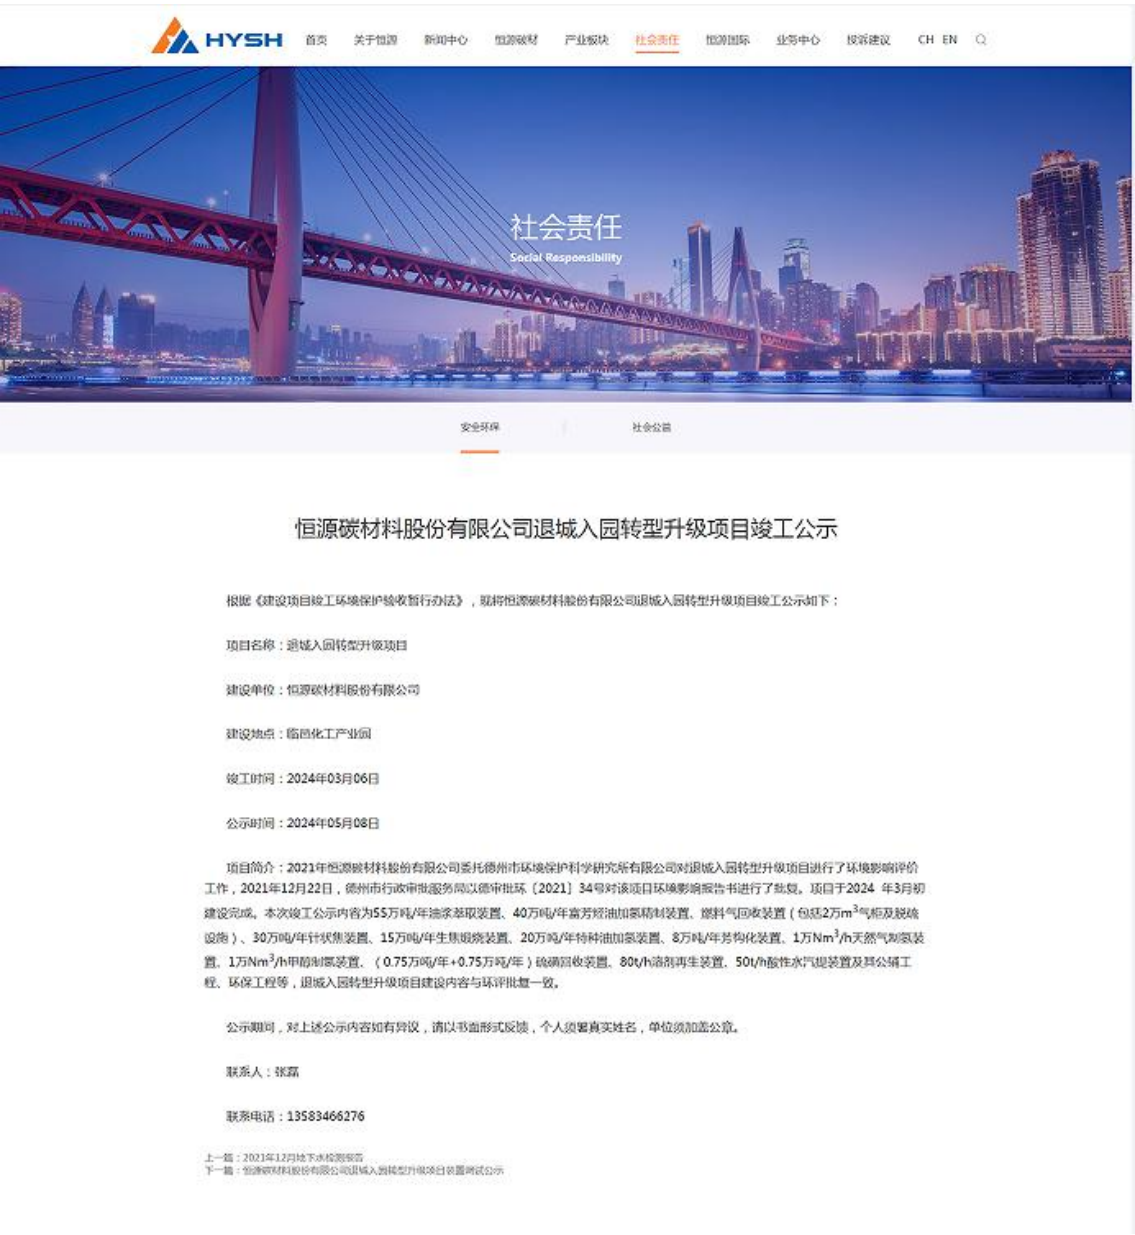 HYSH 首页 关于恒源 新闻中心 恒源碳材 产业板块 社会责任 恒源国际 业务中心 投诉建议 CH EN
社会责任
Social Responsibility
安全环保 社会公益
恒源碳材料股份有限公司退城入园转型升级项目竣工公示
根据《建设项目竣工环境保护验收暂行办法》，现将恒源碳材料股份有限公司退城入园转型升级项目竣工公示如下：
项目名称：退城入园转型升级项目
建设单位：恒源碳材料股份有限公司
建设地点：临邑化工产业园
竣工时间：2024年03月06日
公示时间：2024年05月08日
项目简介：2021年恒源碳材料股份有限公司委托德州市环境保护科学研究所有限公司对退城入园转型升级项目进行了环境影响评价
工作，2021年12月22日，德州市行政审批服务局以德审批环〔2021〕34号对该项目环境影响报告书进行了批复。项目于2024 年3月初
建设完成。本次竣工公示内容为55万吨/年油浆萃取装置、40万吨/年富芳烃油加氢精制装置、燃料气回收装置（包括2万m³气柜及脱硫
设施）、30万吨/年针状焦装置、15万吨/年生焦煅烧装置、20万吨/年特种油加氢装置、8万吨/年芳构化装置、1万Nm³/h天然气制氢装
置、1万Nm³/h甲醇制氢装置、（0.75万吨/年+0.75万吨/年）硫磺回收装置、80t/h溶剂再生装置、50t/h酸性水汽提装置及其公辅工
程、环保工程等，退城入园转型升级项目建设内容与环评批复一致。
公示期间，对上述公示内容如有异议，请以书面形式反馈，个人须署真实姓名，单位须加盖公章。
联系人：张磊
联系电话：13583466276
上一篇：2021年12月地下水检测报告
下一篇：恒源碳材料股份有限公司退城入园转型升级项目装置调试公示